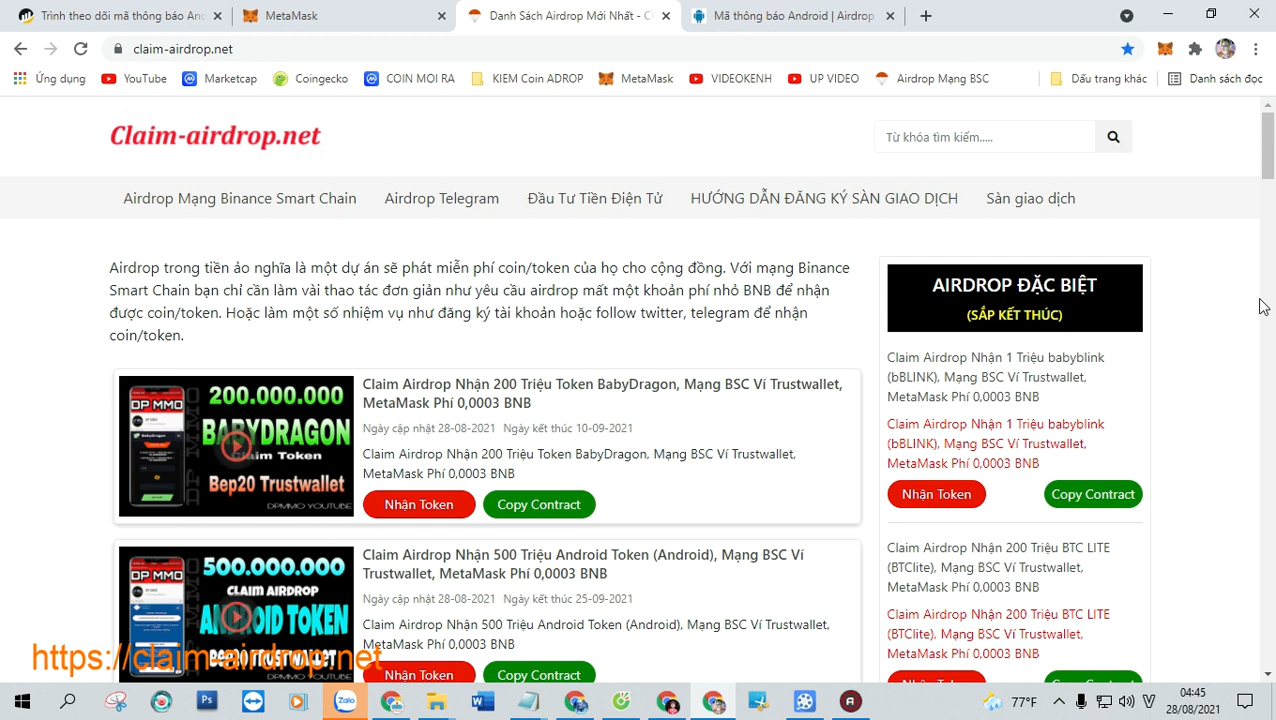 Trình theo dõi mã thông báo An
MetaMask
Danh Sách Airdrop Mới Nhất - C
Mã thông báo Android | Airdrop
claim-airdrop.net
Ứng dụng
YouTube
Marketcap
Coingecko
COIN MOI RA
KIEM Coin ADROP
MetaMask
VIDEOKENH
UP VIDEO
Airdrop Mạng BSC
Dấu trang khác
Danh sách đọc
Claim-airdrop.net
Từ khóa tìm kiếm.....
Airdrop Mạng Binance Smart Chain
Airdrop Telegram
Đầu Tư Tiền Điện Tử
HƯỚNG DẪN ĐĂNG KÝ SÀN GIAO DỊCH
Sàn giao dịch
Airdrop trong tiền ảo nghĩa là một dự án sẽ phát miễn phí coin/token của họ cho cộng đồng. Với mạng Binance
Smart Chain bạn chỉ cần làm vài thao tác đơn giản như yêu cầu airdrop mất một khoản phí nhỏ BNB để nhận
được coin/token. Hoặc làm một số nhiệm vụ như đăng ký tài khoản hoặc follow twitter, telegram để nhận
coin/token.
DP MMO
200.000.000
BABYDRAGON
Claim Token
Bep20 Trustwallet
DPMMO YOUTUBE
Claim Airdrop Nhận 200 Triệu Token BabyDragon, Mạng BSC Ví Trustwallet,
MetaMask Phí 0,0003 BNB
Ngày cập nhật 28-08-2021 Ngày kết thúc 10-09-2021
Claim Airdrop Nhận 200 Triệu Token BabyDragon, Mạng BSC Ví Trustwallet,
MetaMask Phí 0,0003 BNB
Nhận Token
Copy Contract
DP MMO
500.000.000
CLAIM AIRDROP
ANDROID TOKEN
BEP20 TRUSTWALLET
Claim Airdrop Nhận 500 Triệu Android Token (Android), Mạng BSC Ví
Trustwallet, MetaMask Phí 0,0003 BNB
Ngày cập nhật 28-08-2021 Ngày kết thúc 25-09-2021
Claim Airdrop Nhận 500 Triệu Android Token (Android), Mạng BSC Ví Trustwallet,
MetaMask Phí 0,0003 BNB
Nhận Token
Copy Contract
AIRDROP ĐẶC BIỆT
(SẮP KẾT THÚC)
Claim Airdrop Nhận 1 Triệu babyblink
(bBLINK), Mạng BSC Ví Trustwallet,
MetaMask Phí 0,0003 BNB
Claim Airdrop Nhận 1 Triệu babyblink
(bBLINK), Mạng BSC Ví Trustwallet,
MetaMask Phí 0,0003 BNB
Nhận Token
Copy Contract
Claim Airdrop Nhận 200 Triệu BTC LITE
(BTClite), Mạng BSC Ví Trustwallet,
MetaMask Phí 0,0003 BNB
Claim Airdrop Nhận 200 Triệu BTC LITE
(BTClite), Mạng BSC Ví Trustwallet,
MetaMask Phí 0,0003 BNB
https://claim-airdrop.net
Zalo
77°F
04:45
28/08/2021